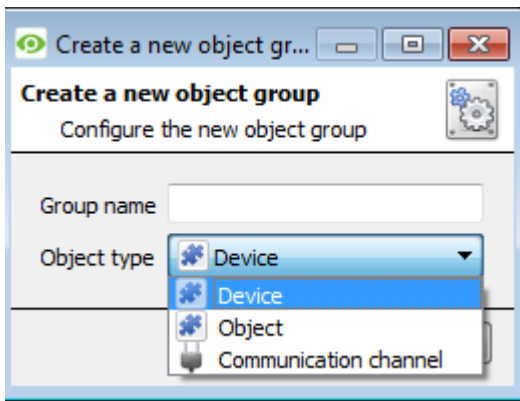 Create a new object gr...
Create a new object group
Configure the new object group
Group name
Object type Device
Device
Object
Communication channel